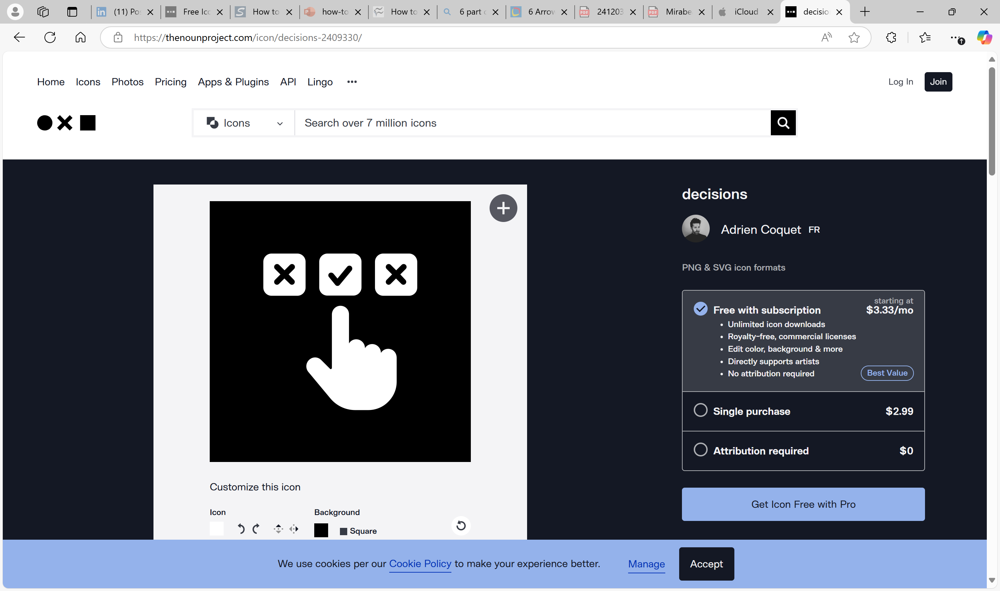 (11) Pos
Free Ico
How to
how-to
How to
6 part
6 Arrow
241203
Mirabe
iCloud
decisio
https://thenounproject.com/icon/decisions-2409330/
Home
Icons
Photos
Pricing
Apps & Plugins
API
Lingo
Log In
Join
Icons
Search over 7 million icons
decisions
Adrien Coquet FR
PNG & SVG icon formats
starting at
Free with subscription
$3.33/mo
• Unlimited icon downloads
• Royalty-free, commercial licenses
• Edit color, background & more
• Directly supports artists
• No attribution required
Best Value
Single purchase
$2.99
Attribution required
$0
Get Icon Free with Pro
Customize this icon
Icon
Background
Square
We use cookies per our Cookie Policy to make your experience better.
Manage
Accept